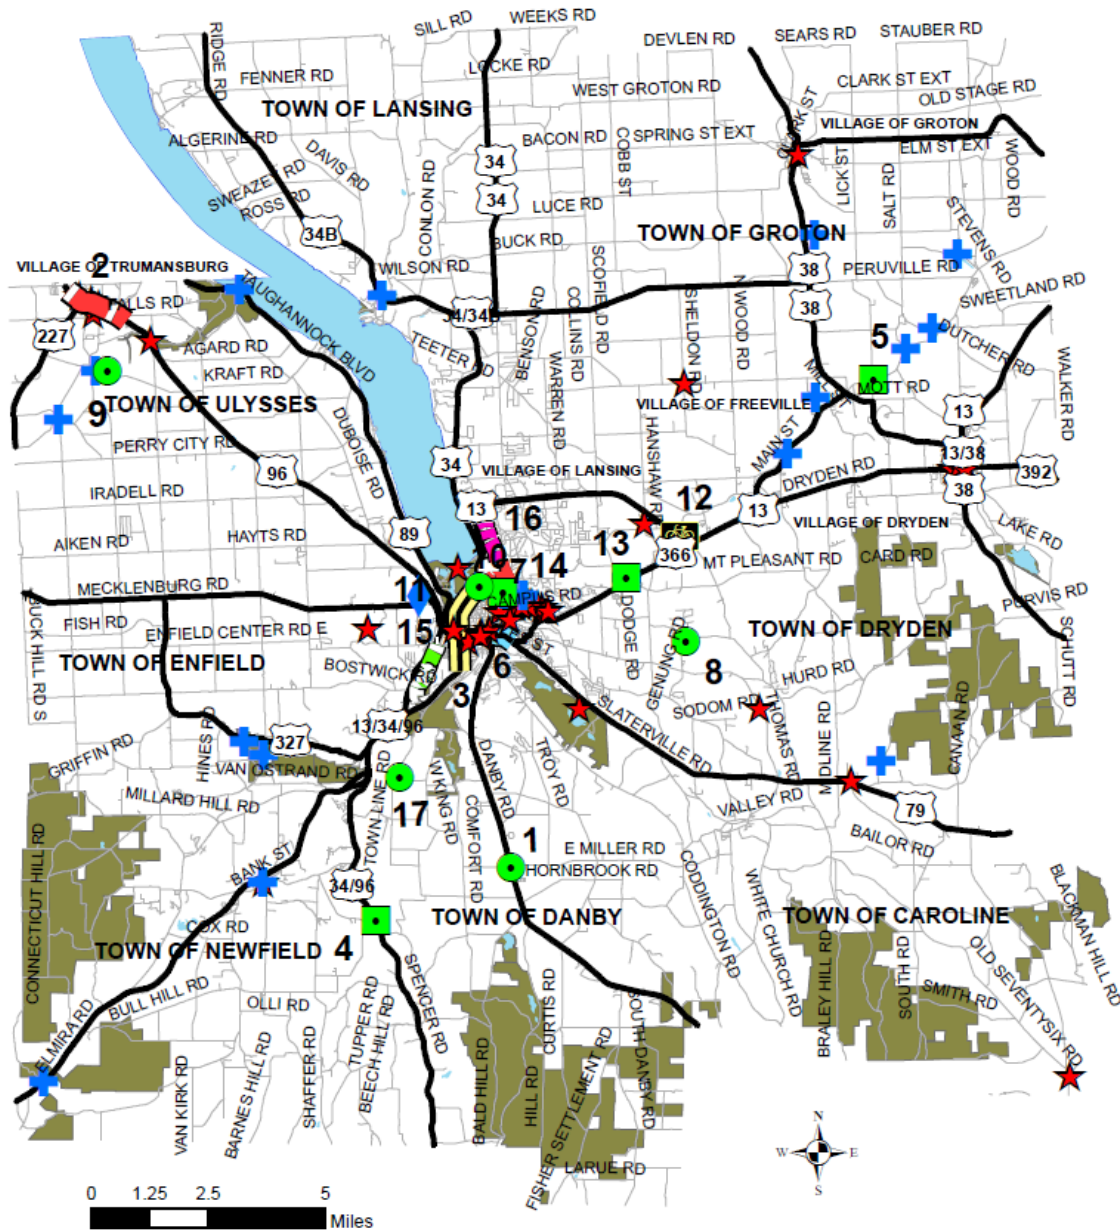 SILL RD
WEEKS RD
RIDGE RD
DEVLEN RD
SEARS RD
STAUBER RD
LOCKE RD
FENNER RD
WEST GROTON RD
CLARK ST EXT
OLD STAGE RD
TOWN OF LANSING
CLARK ST
VILLAGE OF GROTON
ALGERINE RD
BACON RD
COBB ST
SPRING ST EXT
ELM ST EXT
DAVIS RD
34
LICK ST
SALT RD
WOOD RD
SWEAZEY RD
ROSS RD
CONLON RD
34
LUCE RD
STEVENS RD
34B
BUCK RD
TOWN OF GROTON
VILLAGE OF TRUMANSBURG
2
WILSON RD
SCOFIELD RD
38
PERUVILLE RD
TAUGHANNOCK BLVD
FALLS RD
BENSON RD
COLLINS RD
SHELDON RD
N WOOD RD
38
SWEETLAND RD
227
34/34B
TEETER RD
5
DUTCHER RD
AGARD RD
WARREN RD
KRAFT RD
MILL ST
MOTT RD
WALKER RD
9
TOWN OF ULYSSES
VILLAGE OF FREEVILLE
13
PERRY CITY RD
DUBOISE RD
HANSHAW RD
MAIN ST
13/38
96
34
VILLAGE OF LANSING
DRYDEN RD
392
IRADELL RD
13
12
13
38
HAYTS RD
89
16
VILLAGE OF DRYDEN
LAKE RD
AIKEN RD
13
366
MT PLEASANT RD
CARD RD
10
7
14
MECKLENBURG RD
11
CAMPUS RD
PURVIS RD
FISH RD
ENFIELD CENTER RD E
15
DODGE RD
TOWN OF DRYDEN
SCHUTT RD
BUCK HILL RD S
TOWN OF ENFIELD
BOSTWICK RD
6
ST
GENUNG RD
8
HURD RD
3
SODOM RD
THOMAS RD
CANAAN RD
13/34/96
SLATERVILLE RD
MIDLINE RD
HINES RD
327
DANBY RD
TROY RD
GRIFFIN RD
VAN OSTRAND RD
W KING RD
MILLARD HILL RD
17
COMFORT RD
VALLEY RD
79
TOWN LINE RD
1
BAILOR RD
CONNECTICUT HILL RD
BANK ST
E MILLER RD
HORNBROOK RD
CODDINGTON RD
WHITE CHURCH RD
BLACKMAN HILL RD
34/96
COX RD
TOWN OF DANBY
TOWN OF CAROLINE
TOWN OF NEWFIELD
4
BRALEY HILL RD
SOUTH RD
OLD SEVENTYSIX RD
BULL HILL RD
OLLI RD
SPENCER RD
SMITH RD
ELMIRA RD
TUPPER RD
CURTIS RD
SOUTH DANBY RD
VAN KIRK RD
BARNES HILL RD
SHAFFER RD
BEECH HILL RD
BALD HILL RD
HILL RD
FISHER SETTLEMENT RD
LARUE RD
N
W
E
S
0 1.25 2.5 5
Miles